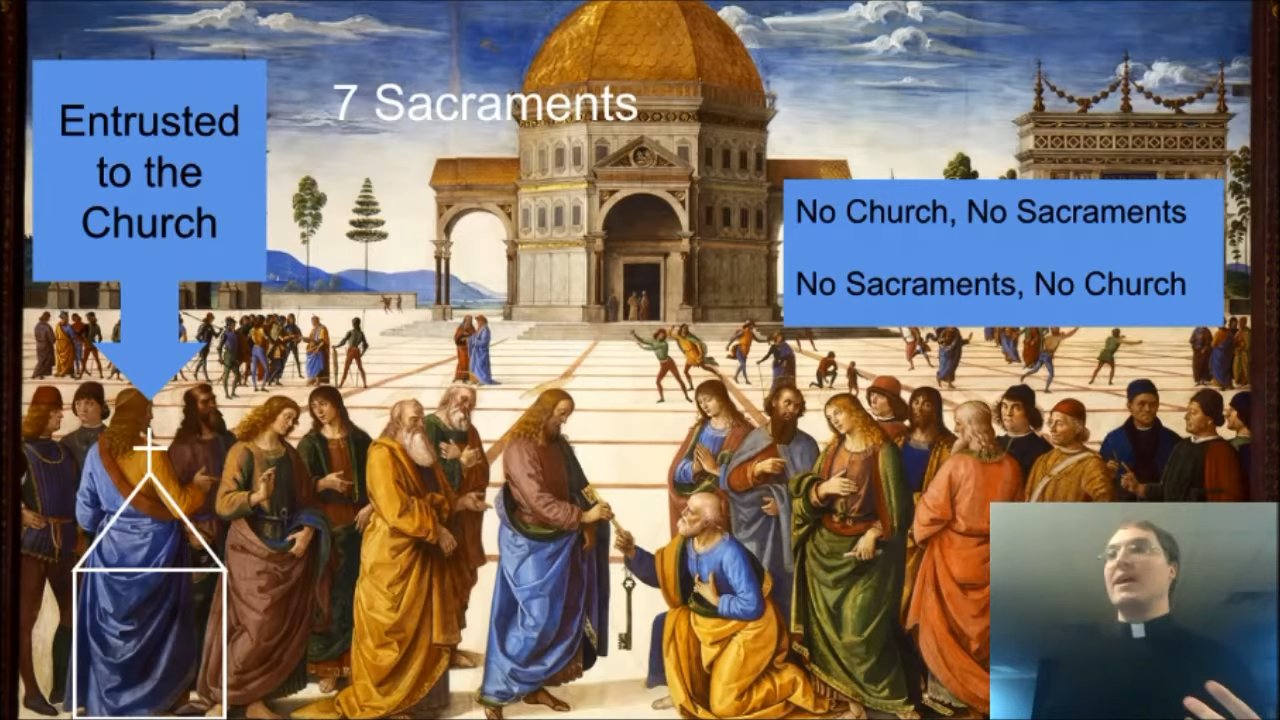 7 Sacraments
Entrusted
to the
Church
No Church, No Sacraments
No Sacraments, No Church